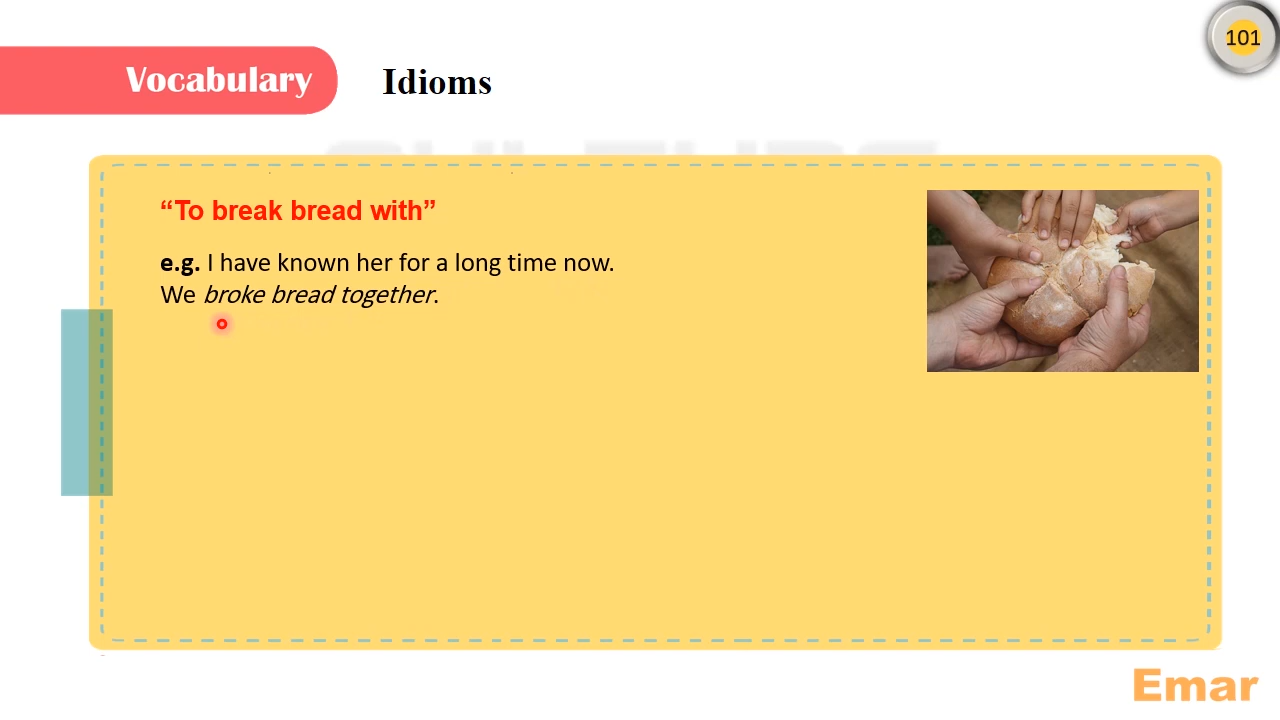 101
Vocabulary
Idioms
“To break bread with”
e.g. I have known her for a long time now.
We broke bread together.
Emar